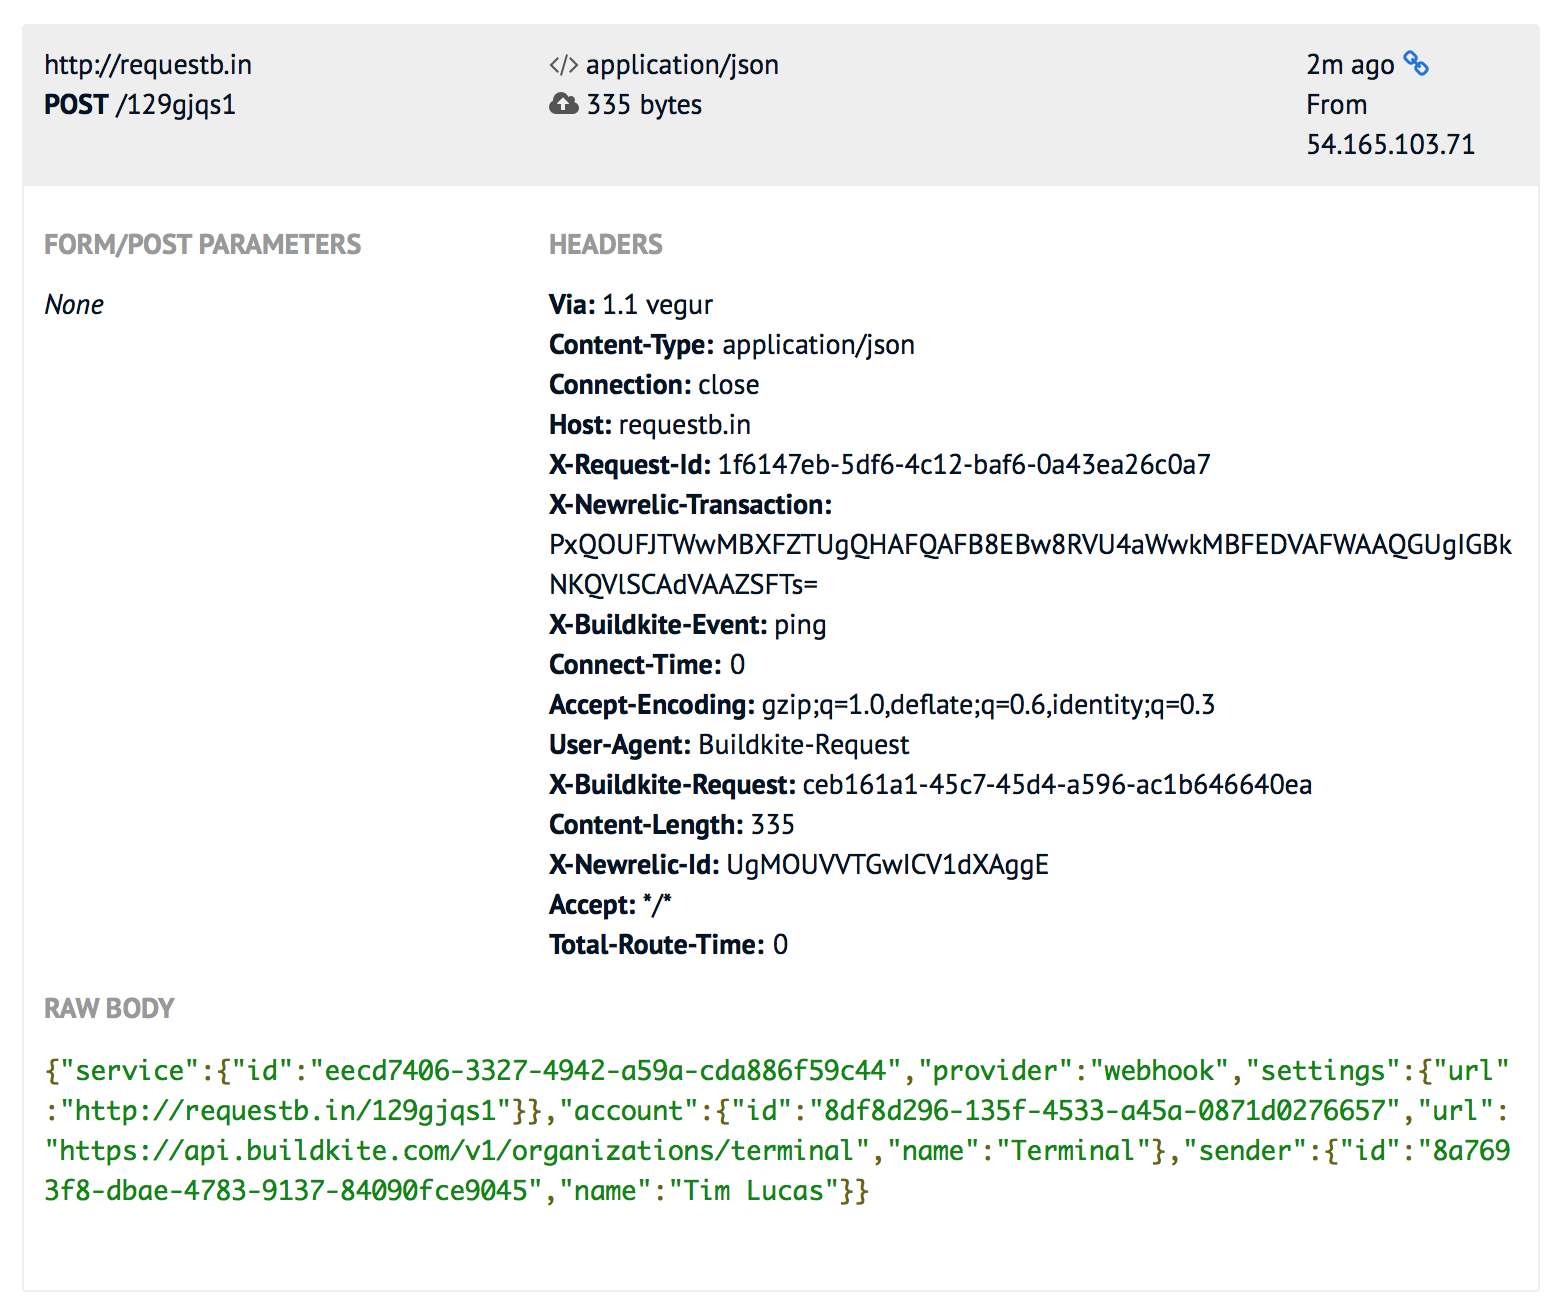 http://requestb.in
POST /129gjqs1
application/json
335 bytes
2m ago
From
54.165.103.71
FORM/POST PARAMETERS
None
HEADERS
Via: 1.1 vegur
Content-Type: application/json
Connection: close
Host: requestb.in
X-Request-Id: 1f6147eb-5df6-4c12-baf6-0a43ea26c0a7
X-Newrelic-Transaction:
PxQOUFJTWwMBXFZTUgQHAFQAFB8EBw8RVU4aWwkMBFEDVAFWAAQGUgIGBk
NKQVlSCAdVAAZSFTs=
X-Buildkite-Event: ping
Connect-Time: 0
Accept-Encoding: gzip;q=1.0,deflate;q=0.6,identity;q=0.3
User-Agent: Buildkite-Request
X-Buildkite-Request: ceb161a1-45c7-45d4-a596-ac1b646640ea
Content-Length: 335
X-Newrelic-Id: UgMOUVVTGwICV1dXAggE
Accept: */*
Total-Route-Time: 0
RAW BODY
{"service":{"id":"eecd7406-3327-4942-a59a-cda886f59c44","provider":"webhook","settings":{"url"
:"http://requestb.in/129gjqs1"}},"account":{"id":"8df8d296-135f-4533-a45a-0871d0276657","url":
"https://api.buildkite.com/v1/organizations/terminal","name":"Terminal"},"sender":{"id":"8a769
3f8-dbae-4783-9137-84090fce9045","name":"Tim Lucas"}}